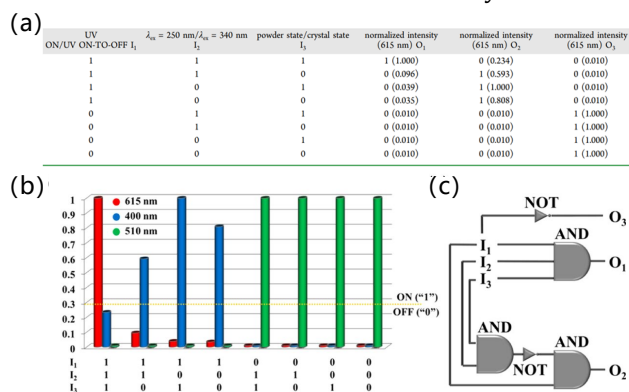 (a)
UV
ON/UV ON-TO-OFF I₁ λex = 250 nm/λex = 340 nm I₂ powder state/crystal state I₃ normalized intensity (615 nm) O₁ normalized intensity (615 nm) O₂ normalized intensity (615 nm) O₃
1 1 1 1 (1.000) 0 (0.234) 0 (0.010)
1 1 0 0 (0.096) 1 (0.593) 0 (0.010)
1 0 1 0 (0.039) 1 (1.000) 0 (0.010)
1 0 0 0 (0.035) 1 (0.808) 0 (0.010)
0 1 1 0 (0.010) 0 (0.010) 1 (1.000)
0 1 0 0 (0.010) 0 (0.010) 1 (1.000)
0 0 1 0 (0.010) 0 (0.010) 1 (1.000)
0 0 0 0 (0.010) 0 (0.010) 1 (1.000)
(b)
1
0.9
0.8
0.7
0.6
0.5
0.4
0.3
0.2
0.1
0
615 nm
400 nm
510 nm
ON ("1")
OFF ("0")
I₁ 1 1 1 1 0 0 0 0
I₂ 1 1 0 0 1 1 0 0
I₃ 1 0 1 0 1 0 1 0
(c)
NOT
O₃
AND
I₁
I₂
I₃
O₁
AND
NOT
AND
O₂